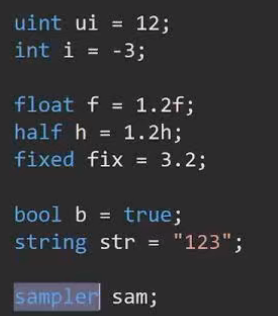 uint ui = 12;
int i = -3;
float f = 1.2f;
half h = 1.2h;
fixed fix = 3.2;
bool b = true;
string str = "123";
sampler sam;